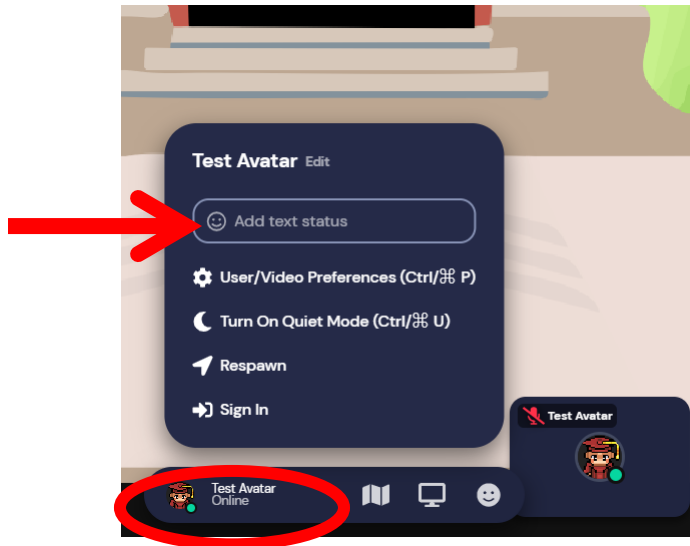 Test Avatar Edit
Add text status
User/Video Preferences (Ctrl/⌘ P)
Turn On Quiet Mode (Ctrl/⌘ U)
Respawn
Sign In
Test Avatar
Test Avatar
Online